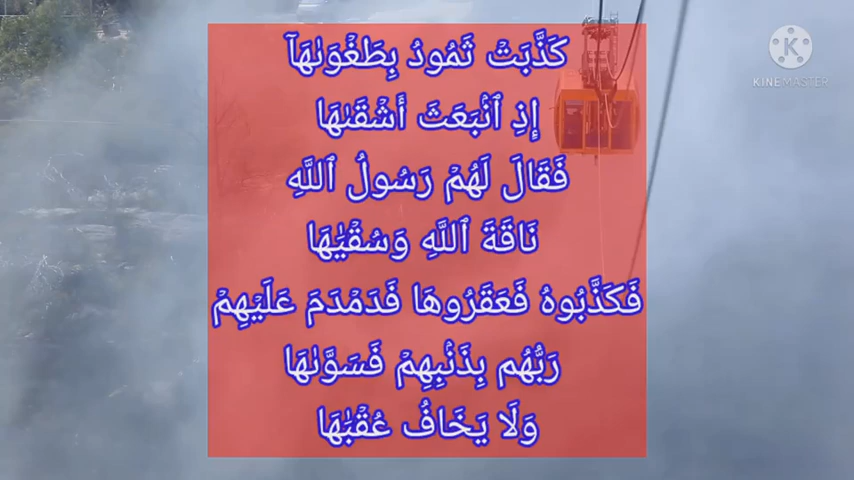 كَذَّبَتۡ ثَمُودُ بِطَغۡوَىٰهَآ
إِذِ ٱنۢبَعَثَ أَشۡقَىٰهَا
فَقَالَ لَهُمۡ رَسُولُ ٱللَّهِ
نَاقَةَ ٱللَّهِ وَسُقۡيَٰهَا
فَكَذَّبُوهُ فَعَقَرُوهَا فَدَمۡدَمَ عَلَيۡهِمۡ
رَبُّهُم بِذَنۢبِهِمۡ فَسَوَّىٰهَا
وَلَا يَخَافُ عُقۡبَٰهَا
KINEMASTER